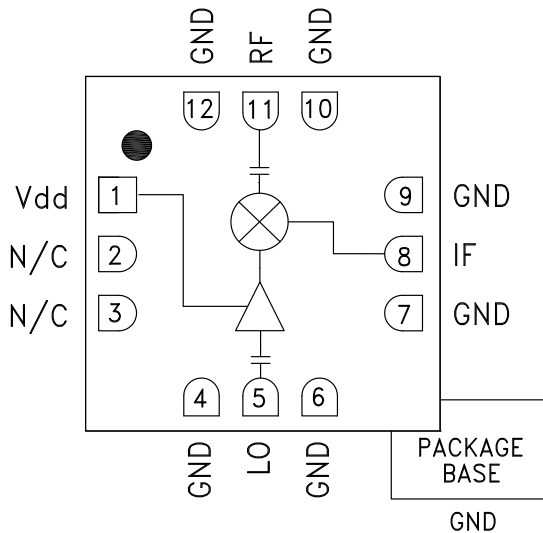 GND RF GND
12 11 10
Vdd 1 9 GND
N/C 2 8 IF
N/C 3 7 GND
4 5 6
GND LO GND
PACKAGE
BASE
GND